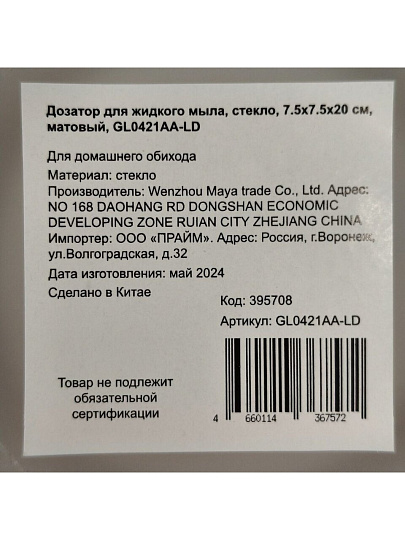 Дозатор для жидкого мыла, стекло, 7.5х7.5х20 см,
матовый, GL0421AA-LD
Для домашнего обихода
Материал: стекло
Производитель: Wenzhou Maya trade Co., Ltd. Адрес:
NO 168 DAOHANG RD DONGSHAN ECONOMIC
DEVELOPING ZONE RUIAN CITY ZHEJIANG CHINA
Импортер: ООО «ПРАЙМ». Адрес: Россия, г.Воронеж,
ул.Волгоградская, д.32
Дата изготовления: май 2024
Сделано в Китае
Код: 395708
Артикул: GL0421AA-LD
Товар не подлежит
обязательной
сертификации
4 660114 367572